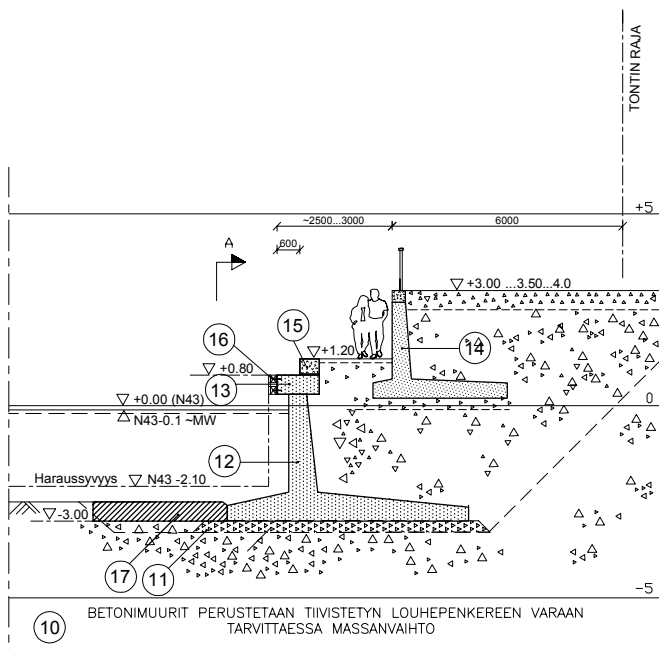 TONTIN RAJA
+5
~2500...3000
6000
600
A
+3.00 ...3.50...4.0
15
16
+1.20
14
+0.80
13
+0.00 (N43)
0
N43-0.1 ~MW
12
Haraussyvyys N43 -2.10
-3.00
17
11
-5
10
BETONIMUURIT PERUSTETAAN TIIVISTETYN LOUHEPENKEREEN VARAAN
TARVITTAESSA MASSANVAIHTO